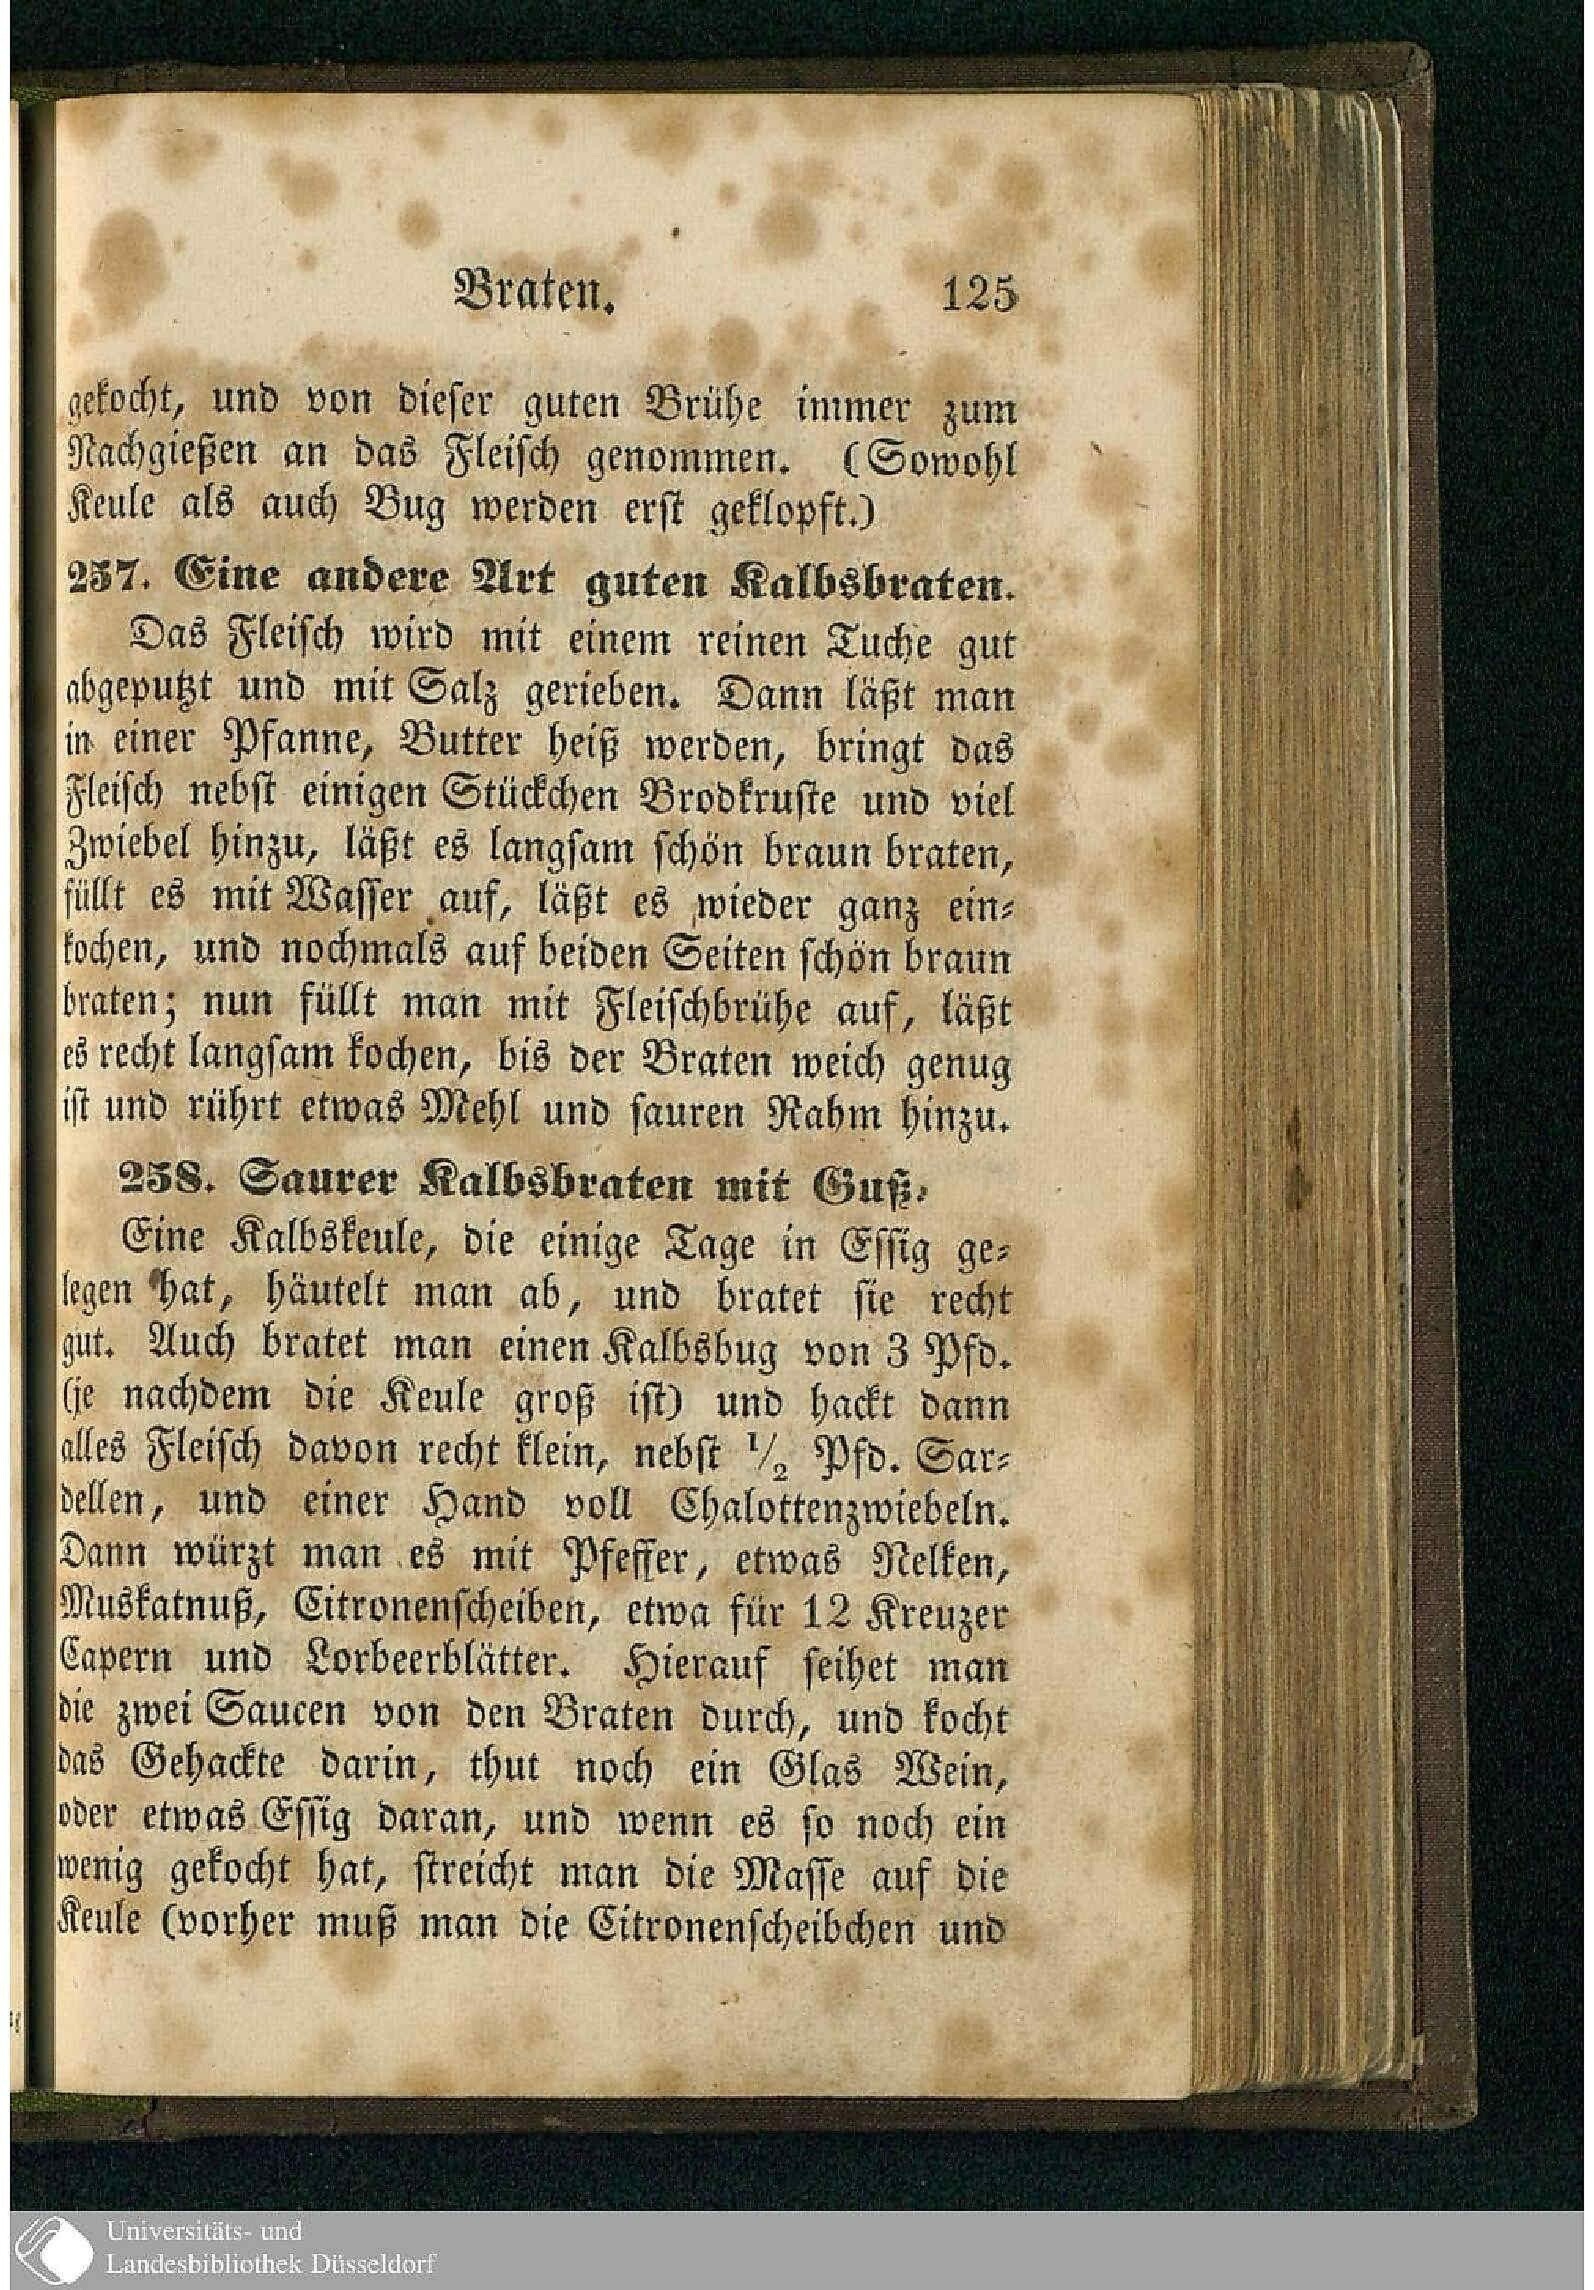 Braten. 125
gekocht, und von dieser guten Brühe immer zum
Nachgießen an das Fleisch genommen. (Sowohl
Keule als auch Bug werden erst geklopft.)
257. Eine andere Art guten Kalbsbraten.
Das Fleisch wird mit einem reinen Tuche gut
abgeputzt und mit Salz gerieben. Dann läßt man
in einer Pfanne, Butter heiß werden, bringt das
Fleisch nebst einigen Stückchen Brodkruste und viel
Zwiebel hinzu, läßt es langsam schön braun braten,
füllt es mit Wasser auf, läßt es wieder ganz ein-
kochen, und nochmals auf beiden Seiten schön braun
braten; nun füllt man mit Fleischbrühe auf, läßt
es recht langsam kochen, bis der Braten weich genug
ist und rührt etwas Mehl und sauren Rahm hinzu.
258. Saurer Kalbsbraten mit Guß.
Eine Kalbskeule, die einige Tage in Essig ge-
legen hat, häutelt man ab, und bratet sie recht
gut. Auch bratet man einen Kalbsbug von 3 Pfd.
(je nachdem die Keule groß ist) und hackt dann
alles Fleisch davon recht klein, nebst 1/2 Pfd. Sar-
dellen, und einer Hand voll Chalottenzwiebeln.
Dann würzt man es mit Pfeffer, etwas Nelken,
Muskatnuß, Citronenscheiben, etwa für 12 Kreuzer
Capern und Lorbeerblätter. Hierauf seihet man
die zwei Saucen von den Braten durch, und kocht
das Gehackte darin, thut noch ein Glas Wein,
oder etwas Essig daran, und wenn es so noch ein
wenig gekocht hat, streicht man die Masse auf die
Keule (vorher muß man die Citronenscheibchen und
Universitäts- und
Landesbibliothek Düsseldorf